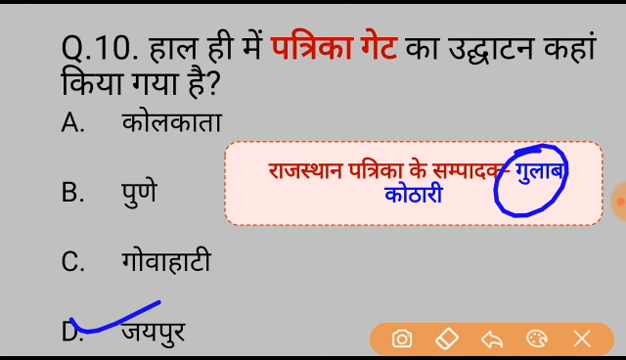 Q.10. हाल ही में पत्रिका गेट का उद्घाटन कहां
किया गया है?
A. कोलकाता
राजस्थान पत्रिका के सम्पादक- गुलाब
कोठारी
B. पुणे
C. गोवाहाटी
D. जयपुर